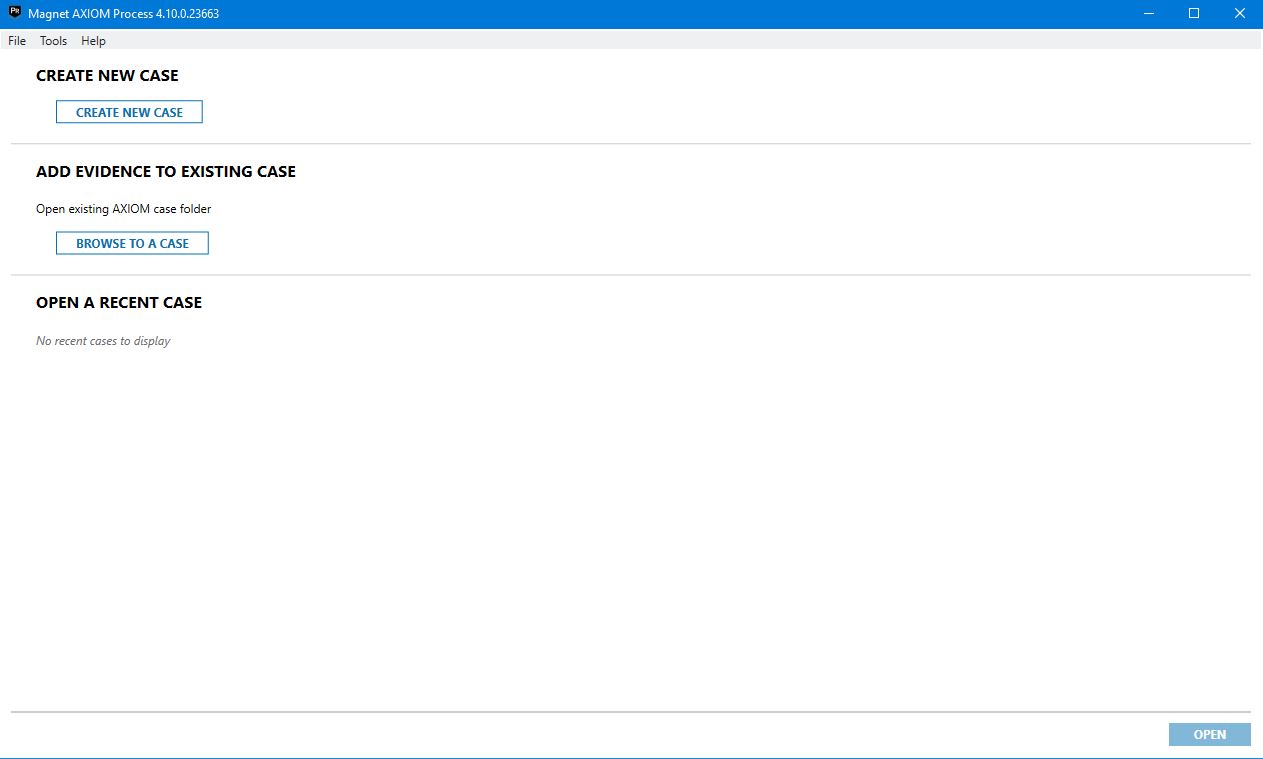 PR Magnet AXIOM Process 4.10.0.23663
File Tools Help
CREATE NEW CASE
CREATE NEW CASE
ADD EVIDENCE TO EXISTING CASE
Open existing AXIOM case folder
BROWSE TO A CASE
OPEN A RECENT CASE
No recent cases to display
OPEN